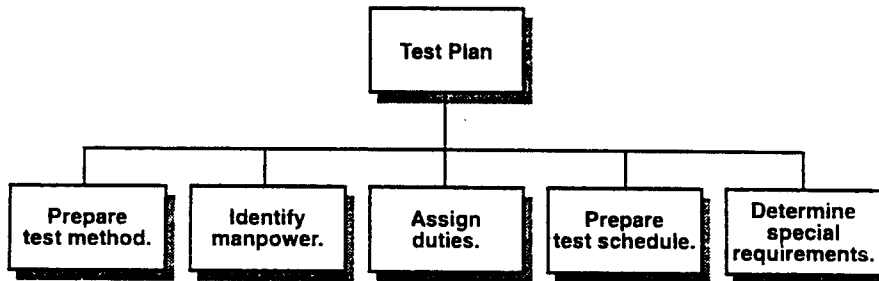 Test Plan
Prepare
test method.
Identify
manpower.
Assign
duties.
Prepare
test schedule.
Determine
special
requirements.